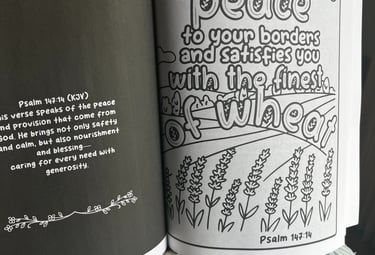 Psalm 147:14 (KJV)
his verse speaks of the peace
nd provision that come from
God. He brings not only safety
and calm, but also nourishment
and blessing—
caring for every need with
generosity.
peace
to your borders
and satisfies you
with the finest
of wheat
Psalm 147:14